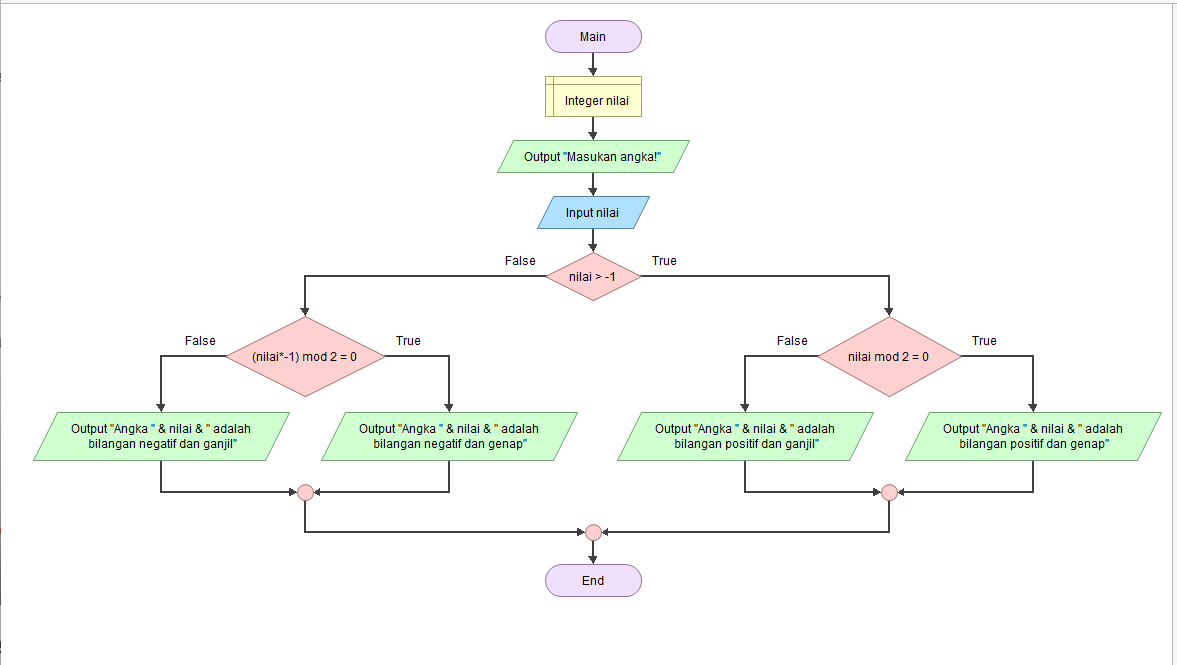 Main
Integer nilai
Output "Masukan angka!"
Input nilai
False
True
nilai > -1
False
True
(nilai*-1) mod 2 = 0
False
True
nilai mod 2 = 0
Output "Angka " & nilai & " adalah
bilangan negatif dan ganjil"
Output "Angka " & nilai & " adalah
bilangan negatif dan genap"
Output "Angka " & nilai & " adalah
bilangan positif dan ganjil"
Output "Angka " & nilai & " adalah
bilangan positif dan genap"
End